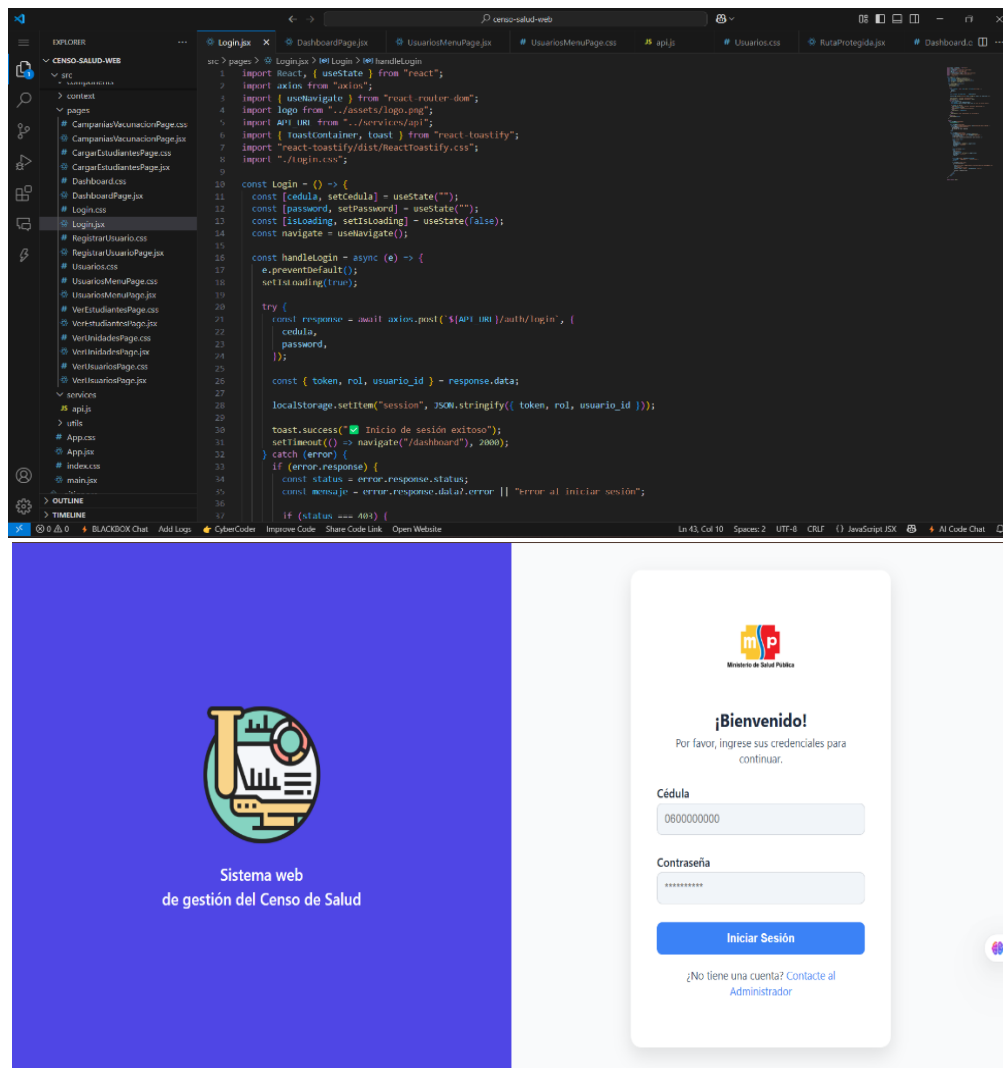 censo-salud-web
EXPLORER
Login.jsx
DashboardPage.jsx
UsuariosMenuPage.jsx
UsuariosMenuPage.css
JS api.js
Usuarios.css
RutaProtegida.jsx
Dashboard.c
CENSO-SALUD-WEB
src
components
context
pages
CampaniasVacunacionPage.css
CampaniasVacunacionPage.jsx
CargarEstudiantesPage.css
CargarEstudiantesPage.jsx
Dashboard.css
DashboardPage.jsx
Login.css
Login.jsx
RegistrarUsuario.css
RegistrarUsuarioPage.jsx
Usuarios.css
UsuariosMenuPage.css
UsuariosMenuPage.jsx
VerEstudiantesPage.css
VerEstudiantesPage.jsx
VerUnidadesPage.css
VerUnidadesPage.jsx
VerUsuariosPage.css
VerUsuariosPage.jsx
services
JS api.js
utils
App.css
App.jsx
index.css
main.jsx
OUTLINE
TIMELINE
src > pages > Login.jsx > Login > handleLogin
1 import React, { useState } from "react";
2 import axios from "axios";
3 import { useNavigate } from "react-router-dom";
4 import logo from "../assets/logo.png";
5 import API_URL from "../services/api";
6 import { ToastContainer, toast } from "react-toastify";
7 import "react-toastify/dist/ReactToastify.css";
8 import "./Login.css";
9
10 const Login = () => {
11 const [cedula, setCedula] = useState("");
12 const [password, setPassword] = useState("");
13 const [isLoading, setIsLoading] = useState(false);
14 const navigate = useNavigate();
15
16 const handleLogin = async (e) => {
17 e.preventDefault();
18 setIsLoading(true);
19
20 try {
21 const response = await axios.post(`${API_URL}/auth/login`, {
22 cedula,
23 password,
24 });
25
26 const { token, rol, usuario_id } = response.data;
27
28 localStorage.setItem("session", JSON.stringify({ token, rol, usuario_id }));
29
30 toast.success("✅ Inicio de sesión exitoso");
31 setTimeout(() => navigate("/dashboard"), 2000);
32 } catch (error) {
33 if (error.response) {
34 const status = error.response.status;
35 const mensaje = error.response.data?.error || "Error al iniciar sesión";
36
37 if (status === 403) {
0 0 BLACKBOX Chat Add Logs CyberCoder Improve Code Share Code Link Open Website Ln 43, Col 10 Spaces: 2 UTF-8 CRLF {} JavaScript JSX AI Code Chat
Sistema web
de gestión del Censo de Salud
msp
Ministerio de Salud Pública
¡Bienvenido!
Por favor, ingrese sus credenciales para
continuar.
Cédula
0600000000
Contraseña
**********
Iniciar Sesión
¿No tiene una cuenta? Contacte al
Administrador